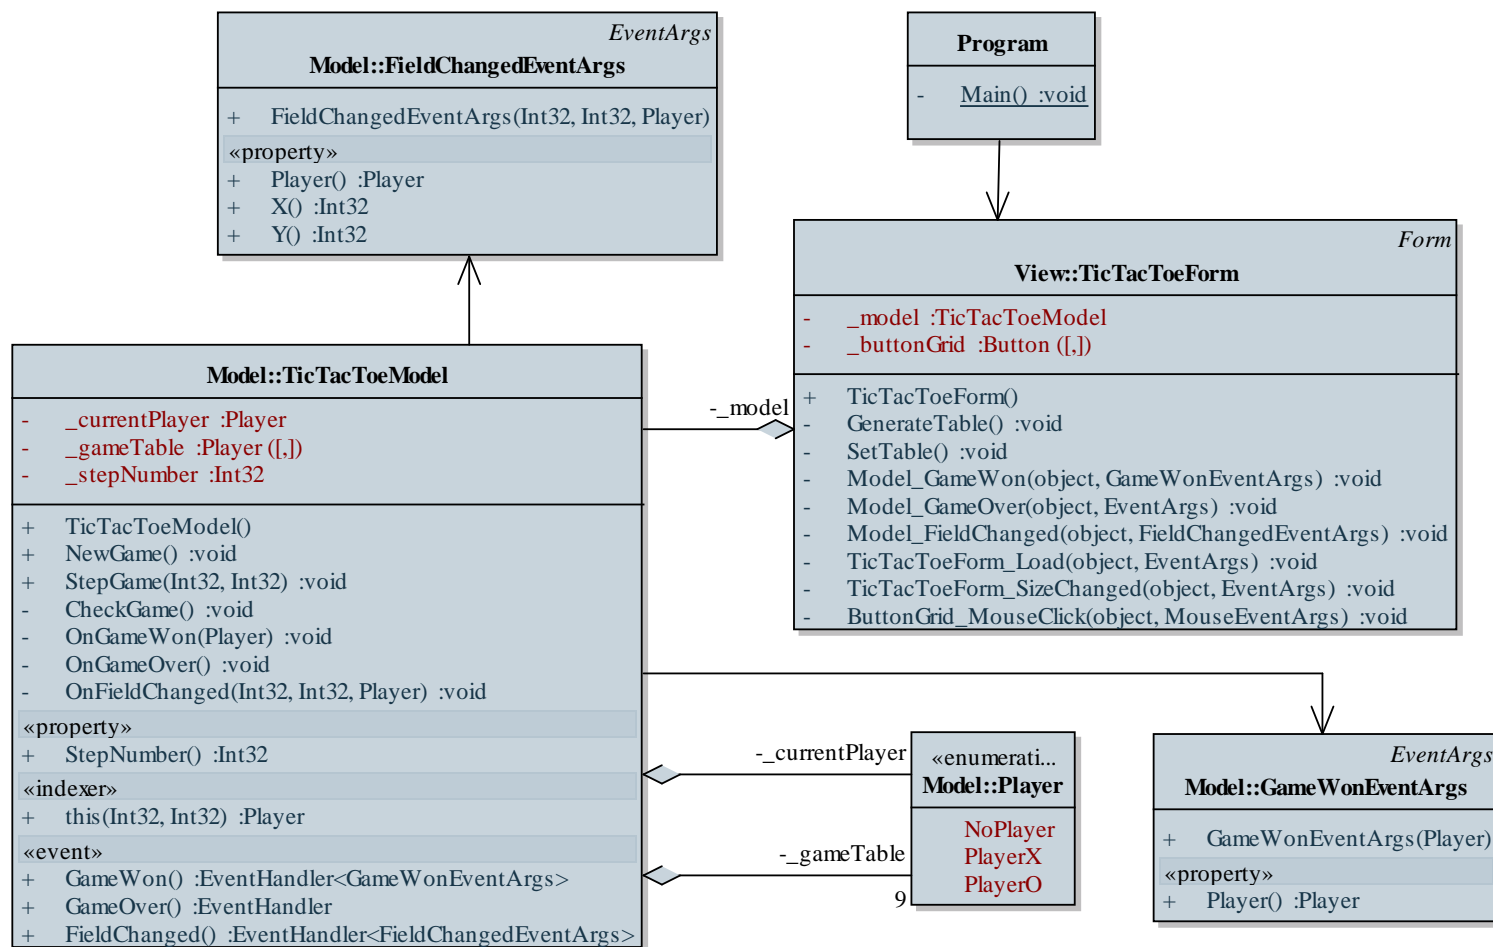 EventArgs
Model::FieldChangedEventArgs
+ FieldChangedEventArgs(Int32, Int32, Player)
«property»
+ Player() :Player
+ X() :Int32
+ Y() :Int32
Program
- Main() :void
Form
View::TicTacToeForm
- _model :TicTacToeModel
- _buttonGrid :Button ([,])
+ TicTacToeForm()
- GenerateTable() :void
- SetTable() :void
- Model_GameWon(object, GameWonEventArgs) :void
- Model_GameOver(object, EventArgs) :void
- Model_FieldChanged(object, FieldChangedEventArgs) :void
- TicTacToeForm_Load(object, EventArgs) :void
- TicTacToeForm_SizeChanged(object, EventArgs) :void
- ButtonGrid_MouseClick(object, MouseEventArgs) :void
-_model
Model::TicTacToeModel
- _currentPlayer :Player
- _gameTable :Player ([,])
- _stepNumber :Int32
+ TicTacToeModel()
+ NewGame() :void
+ StepGame(Int32, Int32) :void
- CheckGame() :void
- OnGameWon(Player) :void
- OnGameOver() :void
- OnFieldChanged(Int32, Int32, Player) :void
«property»
+ StepNumber() :Int32
«indexer»
+ this(Int32, Int32) :Player
«event»
+ GameWon() :EventHandler<GameWonEventArgs>
+ GameOver() :EventHandler
+ FieldChanged() :EventHandler<FieldChangedEventArgs>
-_currentPlayer
-_gameTable
9
«enumerati...
Model::Player
NoPlayer
PlayerX
PlayerO
EventArgs
Model::GameWonEventArgs
+ GameWonEventArgs(Player)
«property»
+ Player() :Player